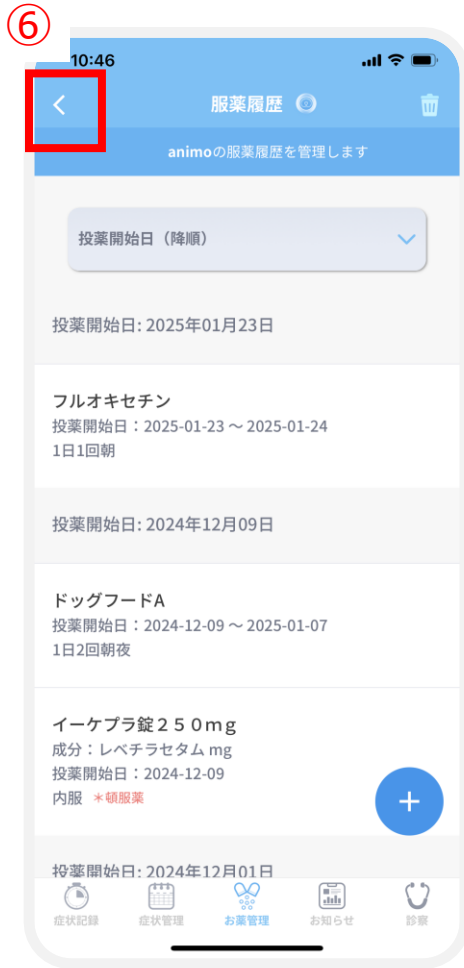 ⑥
10:46
服薬履歴
animoの服薬履歴を管理します
投薬開始日（降順）
投薬開始日: 2025年01月23日
フルオキセチン
投薬開始日：2025-01-23 ～ 2025-01-24
1日1回朝
投薬開始日: 2024年12月09日
ドッグフードA
投薬開始日：2024-12-09 ～ 2025-01-07
1日2回朝夜
イーケプラ錠２５０ｍｇ
成分：レベチラセタム mg
投薬開始日：2024-12-09
内服 ＊頓服薬
投薬開始日: 2024年12月01日
症状記録 症状管理 お薬管理 お知らせ 診察